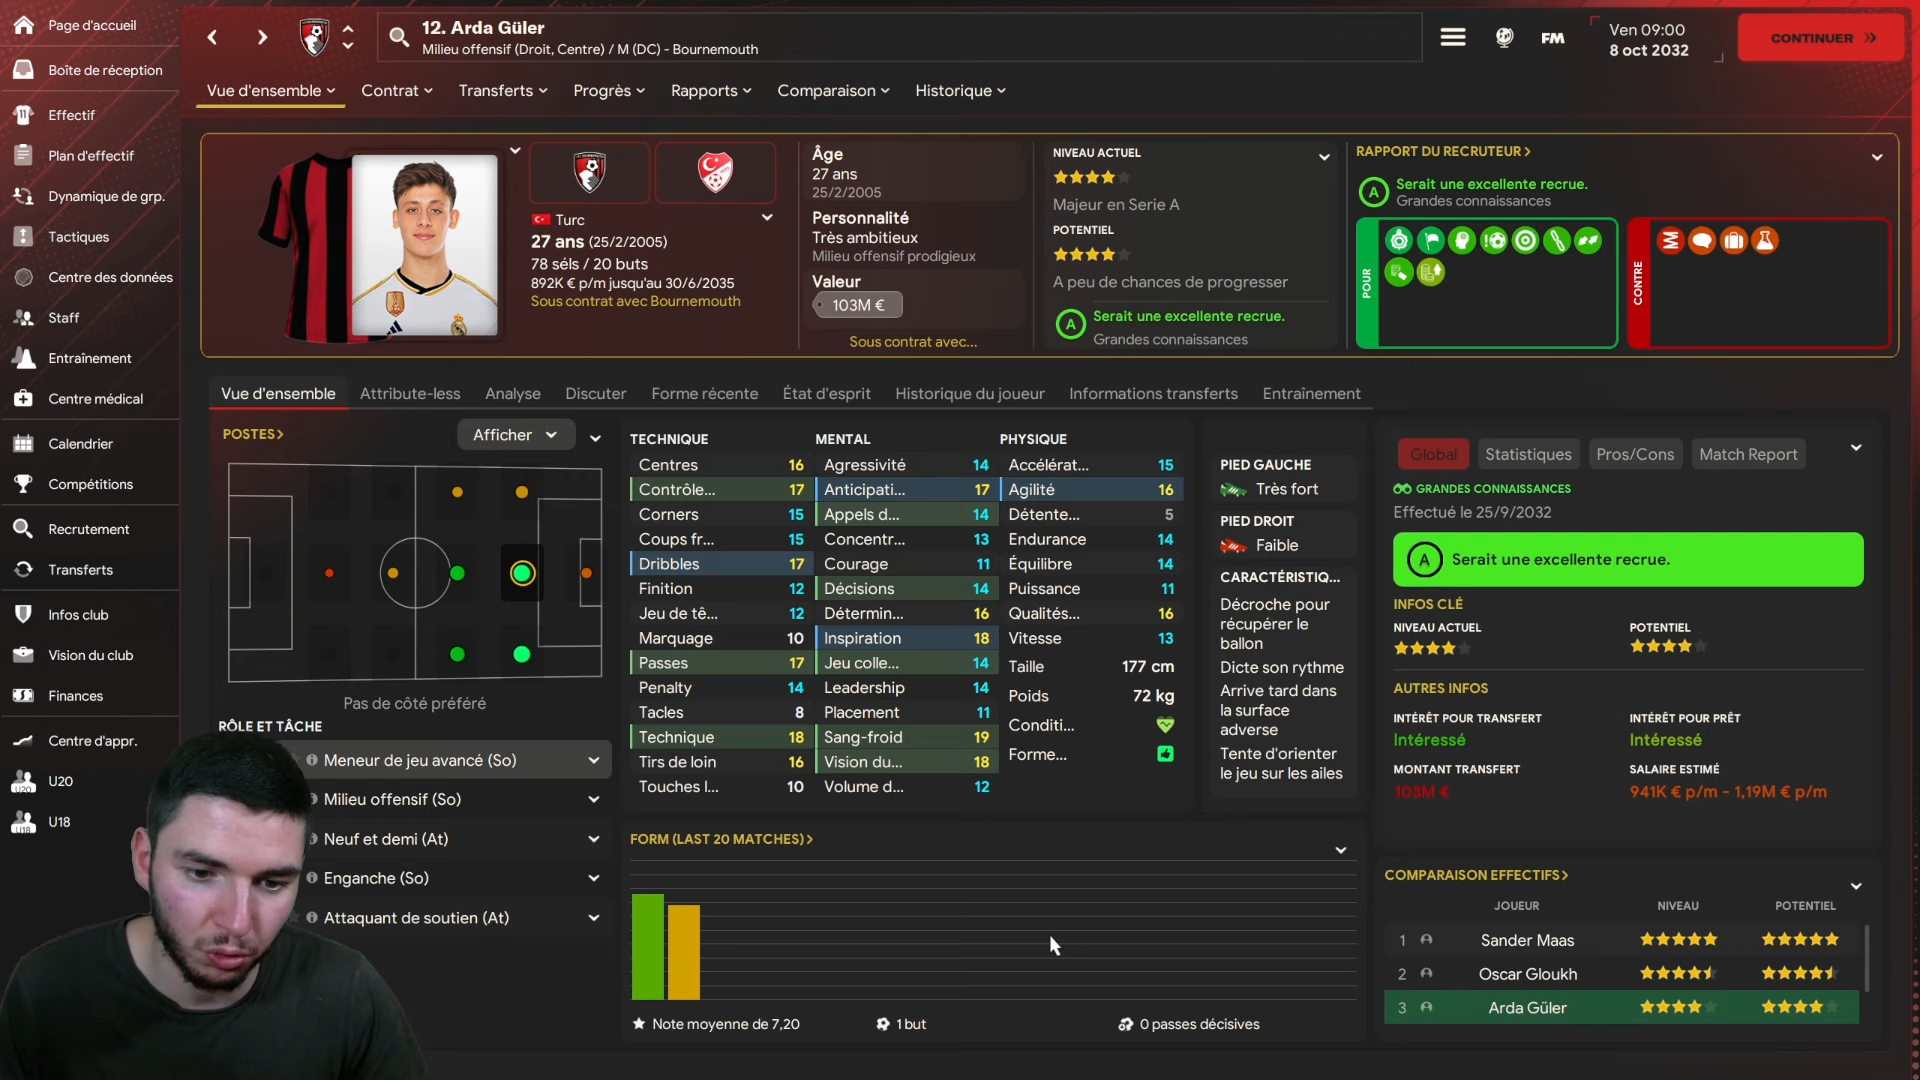 Page d'accueil
Boîte de réception
Effectif
Plan d'effectif
Dynamique de grp.
Tactiques
Centre des données
Staff
Entraînement
Centre médical
Calendrier
Compétitions
Recrutement
Transferts
Infos club
Vision du club
Finances
Centre d'appr.
U20
U18
12. Arda Güler
Milieu offensif (Droit, Centre) / M (DC) - Bournemouth
FM
Ven 09:00
8 oct 2032
CONTINUER
Vue d'ensemble
Contrat
Transferts
Progrès
Rapports
Comparaison
Historique
Turc
27 ans (25/2/2005)
78 séls / 20 buts
892K € p/m jusqu'au 30/6/2035
Sous contrat avec Bournemouth
Âge
27 ans
25/2/2005
Personnalité
Très ambitieux
Milieu offensif prodigieux
Valeur
103M €
Sous contrat avec...
NIVEAU ACTUEL
Majeur en Serie A
POTENTIEL
A peu de chances de progresser
A
Serait une excellente recrue.
Grandes connaissances
RAPPORT DU RECRUTEUR
A
Serait une excellente recrue.
Grandes connaissances
POUR
CONTRE
Vue d'ensemble
Attribute-less
Analyse
Discuter
Forme récente
État d'esprit
Historique du joueur
Informations transferts
Entraînement
POSTES
Afficher
Pas de côté préféré
RÔLE ET TÂCHE
Meneur de jeu avancé (So)
Milieu offensif (So)
Neuf et demi (At)
Enganche (So)
Attaquant de soutien (At)
TECHNIQUE
Centres 16
Contrôle... 17
Corners 15
Coups fr... 15
Dribbles 17
Finition 12
Jeu de tê... 12
Marquage 10
Passes 17
Penalty 14
Tacles 8
Technique 18
Tirs de loin 16
Touches l... 10
MENTAL
Agressivité 14
Anticipati... 17
Appels d... 14
Concentr... 13
Courage 11
Décisions 14
Détermin... 16
Inspiration 18
Jeu colle... 14
Leadership 14
Placement 11
Sang-froid 19
Vision du... 18
Volume d... 12
PHYSIQUE
Accélérat... 15
Agilité 16
Détente... 5
Endurance 14
Équilibre 14
Puissance 11
Qualités... 16
Vitesse 13
Taille 177 cm
Poids 72 kg
Conditi...
Forme...
PIED GAUCHE
Très fort
PIED DROIT
Faible
CARACTÉRISTIQ...
Décroche pour
récupérer le
ballon
Dicte son rythme
Arrive tard dans
la surface
adverse
Tente d'orienter
le jeu sur les ailes
FORM (LAST 20 MATCHES)
Note moyenne de 7,20
1 but
0 passes décisives
Global
Statistiques
Pros/Cons
Match Report
GRANDES CONNAISSANCES
Effectué le 25/9/2032
A
Serait une excellente recrue.
INFOS CLÉ
NIVEAU ACTUEL
POTENTIEL
AUTRES INFOS
INTÉRÊT POUR TRANSFERT
Intéressé
INTÉRÊT POUR PRÊT
Intéressé
MONTANT TRANSFERT
103M €
SALAIRE ESTIMÉ
941K € p/m - 1,19M € p/m
COMPARAISON EFFECTIFS
JOUEUR NIVEAU POTENTIEL
1 Sander Maas
2 Oscar Gloukh
3 Arda Güler